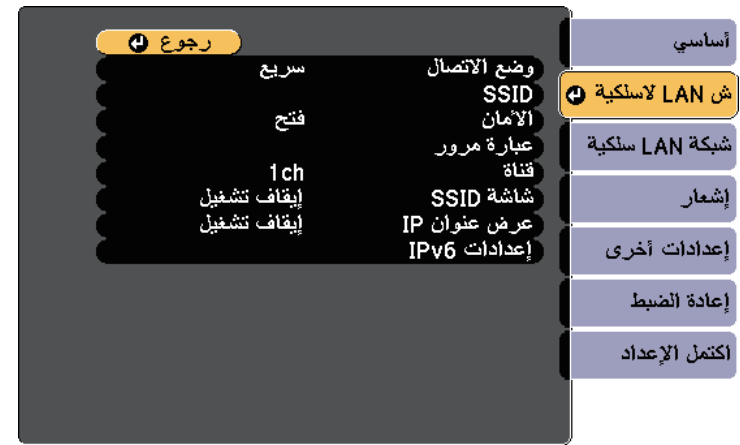 أساسي
ش LAN لاسلكية
شبكة LAN سلكية
إشعار
إعدادات أخرى
إعادة الضبط
اكتمل الإعداد
رجوع
وضع الاتصال سريع
SSID
الأمان فتح
عبارة مرور
قناة 1ch
شاشة SSID إيقاف تشغيل
عرض عنوان IP إيقاف تشغيل
إعدادات IPv6